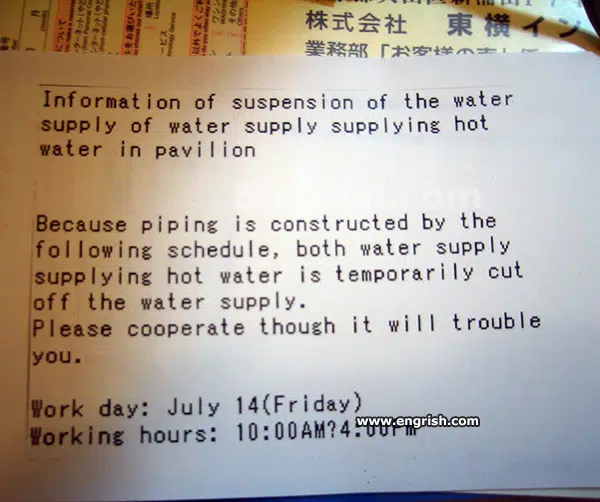 株式会社 東横イン
業務部「お客様の声
Information of suspension of the water
supply of water supply supplying hot
water in pavilion
Because piping is constructed by the
following schedule, both water supply
supplying hot water is temporarily cut
off the water supply.
Please cooperate though it will trouble
you.
Work day: July 14(Friday)
www.engrish.com
Working hours: 10:00AM?4:00PM